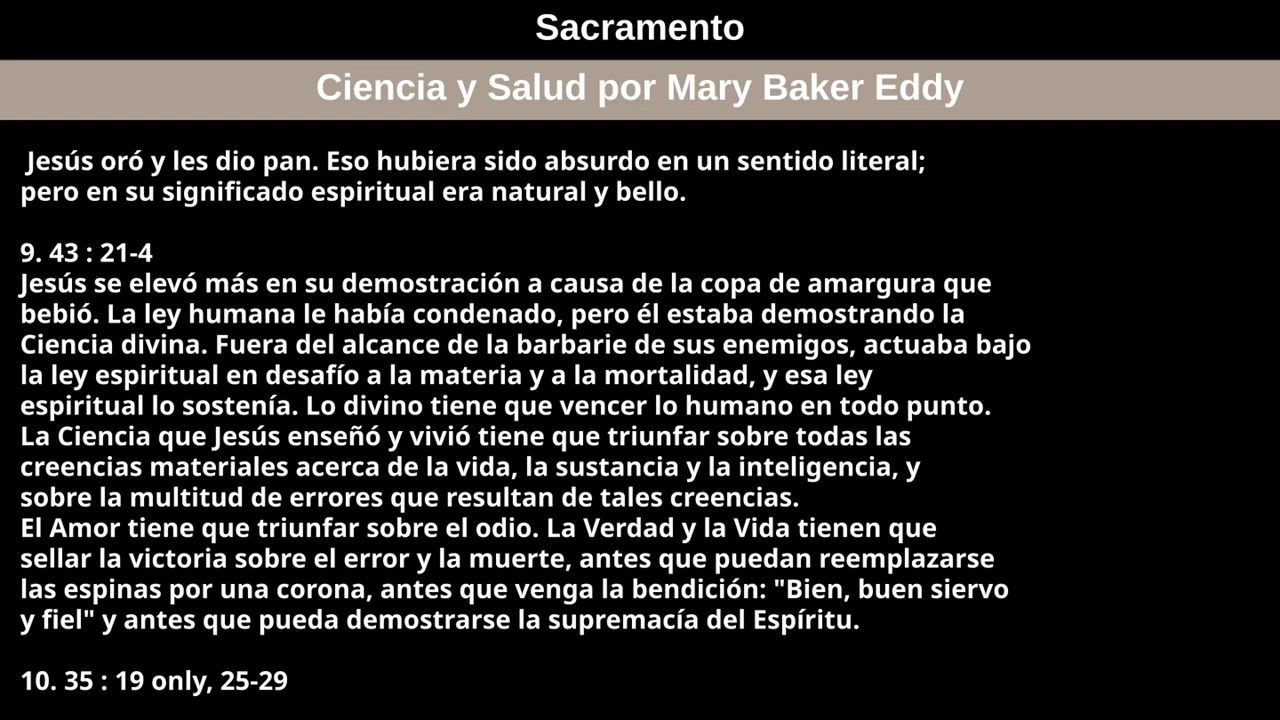 Sacramento
Ciencia y Salud por Mary Baker Eddy
Jesús oró y les dio pan. Eso hubiera sido absurdo en un sentido literal;
pero en su significado espiritual era natural y bello.
9. 43 : 21-4
Jesús se elevó más en su demostración a causa de la copa de amargura que
bebió. La ley humana le había condenado, pero él estaba demostrando la
Ciencia divina. Fuera del alcance de la barbarie de sus enemigos, actuaba bajo
la ley espiritual en desafío a la materia y a la mortalidad, y esa ley
espiritual lo sostenía. Lo divino tiene que vencer lo humano en todo punto.
La Ciencia que Jesús enseñó y vivió tiene que triunfar sobre todas las
creencias materiales acerca de la vida, la sustancia y la inteligencia, y
sobre la multitud de errores que resultan de tales creencias.
El Amor tiene que triunfar sobre el odio. La Verdad y la Vida tienen que
sellar la victoria sobre el error y la muerte, antes que puedan reemplazarse
las espinas por una corona, antes que venga la bendición: "Bien, buen siervo
y fiel" y antes que pueda demostrarse la supremacía del Espíritu.
10. 35 : 19 only, 25-29